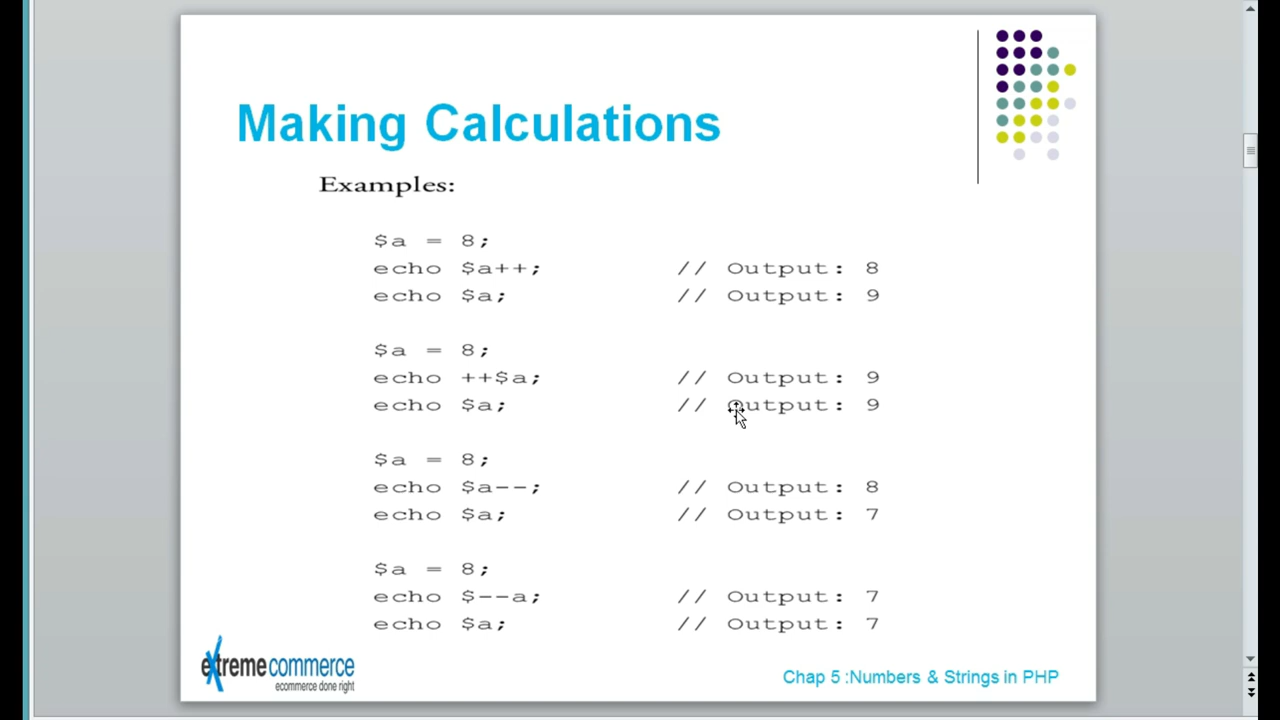 Making Calculations
Examples:
$a = 8;
echo $a++; // Output: 8
echo $a; // Output: 9
$a = 8;
echo ++$a; // Output: 9
echo $a; // Output: 9
$a = 8;
echo $a--; // Output: 8
echo $a; // Output: 7
$a = 8;
echo $--a; // Output: 7
echo $a; // Output: 7
extreme commerce
ecommerce done right
Chap 5 :Numbers & Strings in PHP